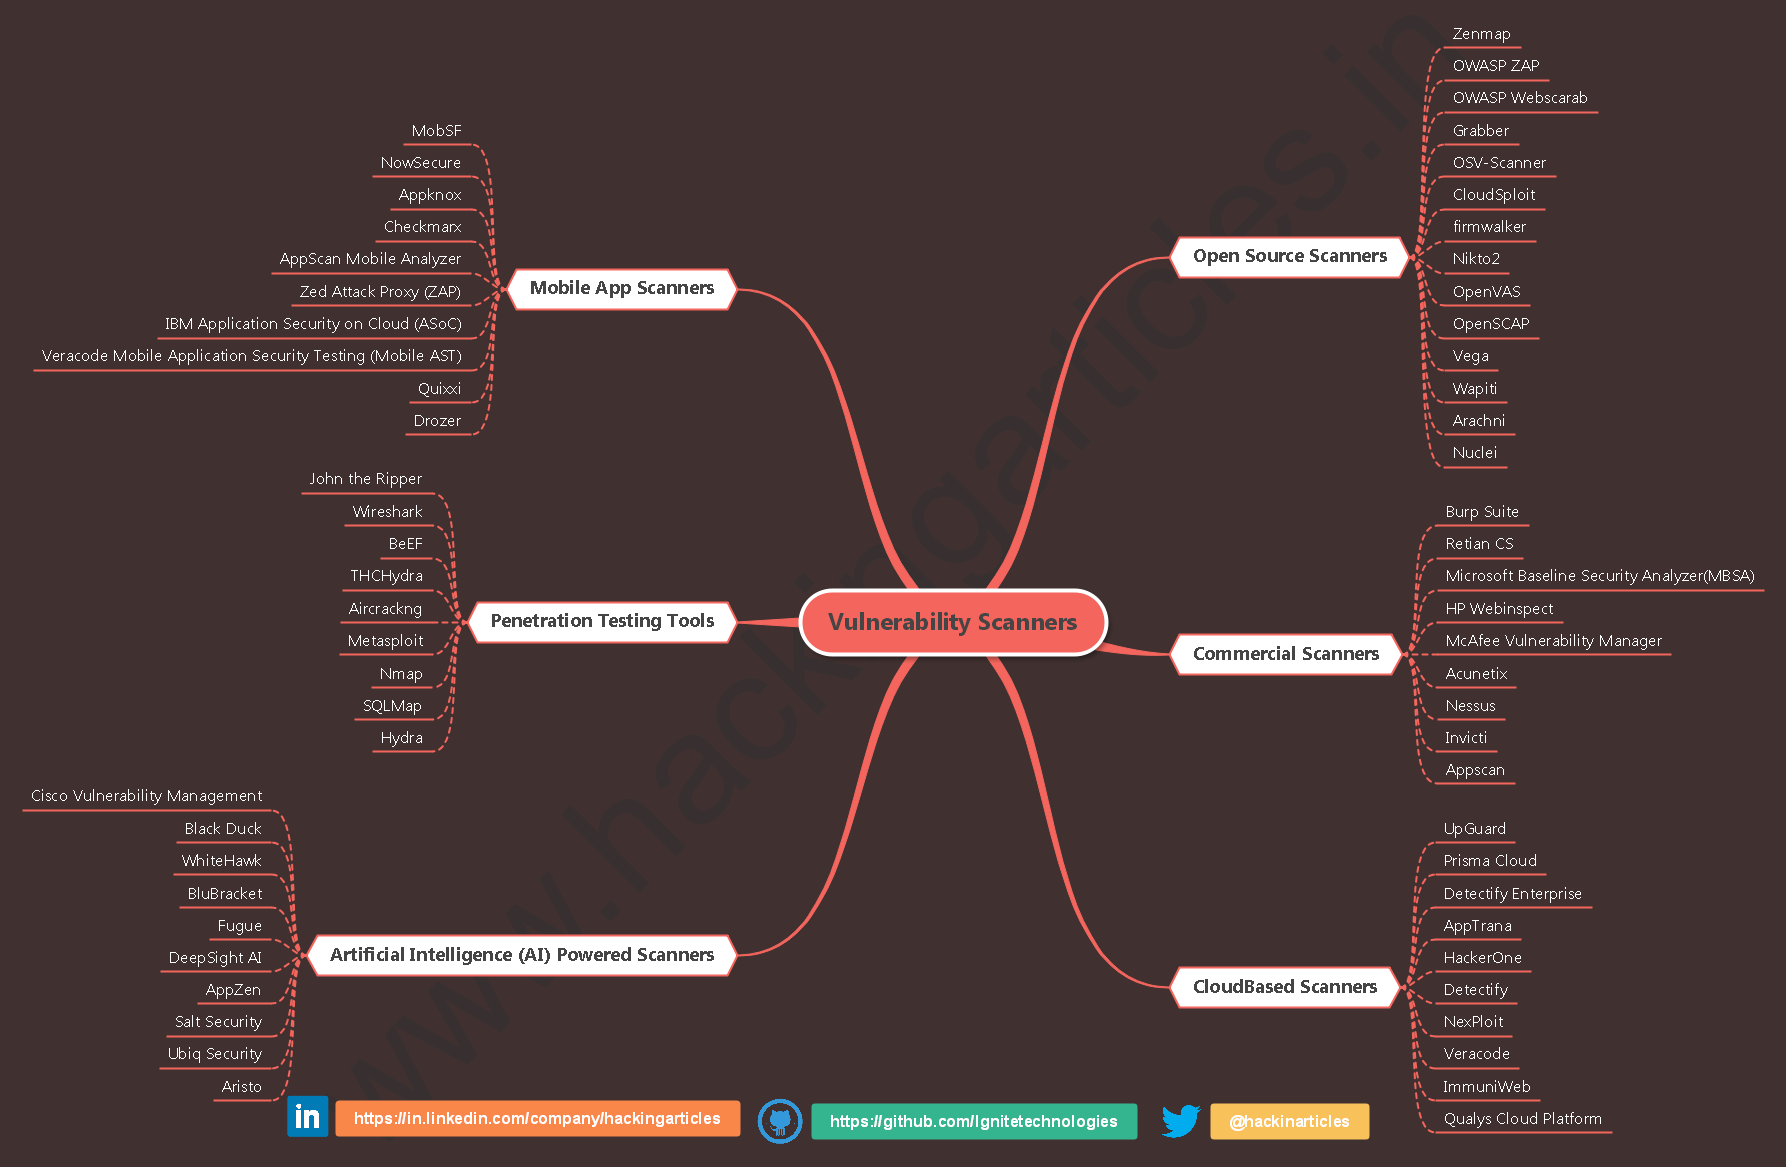 Vulnerability Scanners
Mobile App Scanners
MobSF
NowSecure
Appknox
Checkmarx
AppScan Mobile Analyzer
Zed Attack Proxy (ZAP)
IBM Application Security on Cloud (ASoC)
Veracode Mobile Application Security Testing (Mobile AST)
Quixxi
Drozer
Penetration Testing Tools
John the Ripper
Wireshark
BeEF
THCHydra
Aircrackng
Metasploit
Nmap
SQLMap
Hydra
Artificial Intelligence (AI) Powered Scanners
Cisco Vulnerability Management
Black Duck
WhiteHawk
BluBracket
Fugue
DeepSight AI
AppZen
Salt Security
Ubiq Security
Aristo
Open Source Scanners
Zenmap
OWASP ZAP
OWASP Webscarab
Grabber
OSV-Scanner
CloudSploit
firmwalker
Nikto2
OpenVAS
OpenSCAP
Vega
Wapiti
Arachni
Nuclei
Commercial Scanners
Burp Suite
Retian CS
Microsoft Baseline Security Analyzer(MBSA)
HP Webinspect
McAfee Vulnerability Manager
Acunetix
Nessus
Invicti
Appscan
CloudBased Scanners
UpGuard
Prisma Cloud
Detectify Enterprise
AppTrana
HackerOne
Detectify
NexPloit
Veracode
ImmuniWeb
Qualys Cloud Platform
www.hackingarticles.in
in
https://in.linkedin.com/company/hackingarticles
https://github.com/Ignitetechnologies
@hackinarticles